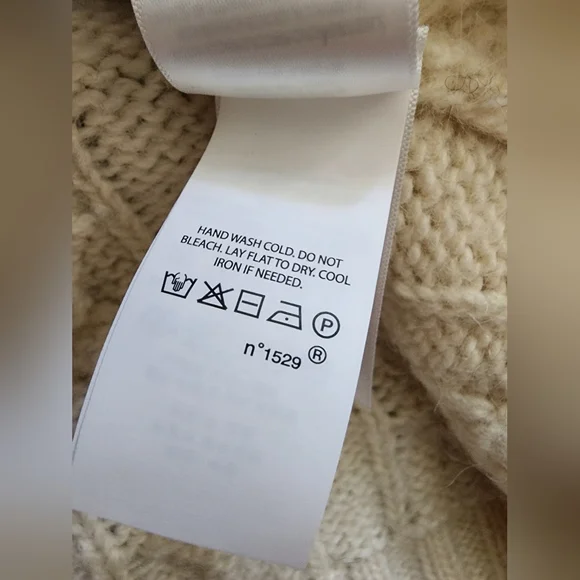 HAND WASH COLD. DO NOT
BLEACH. LAY FLAT TO DRY. COOL
IRON IF NEEDED.
P
n°1529 ®